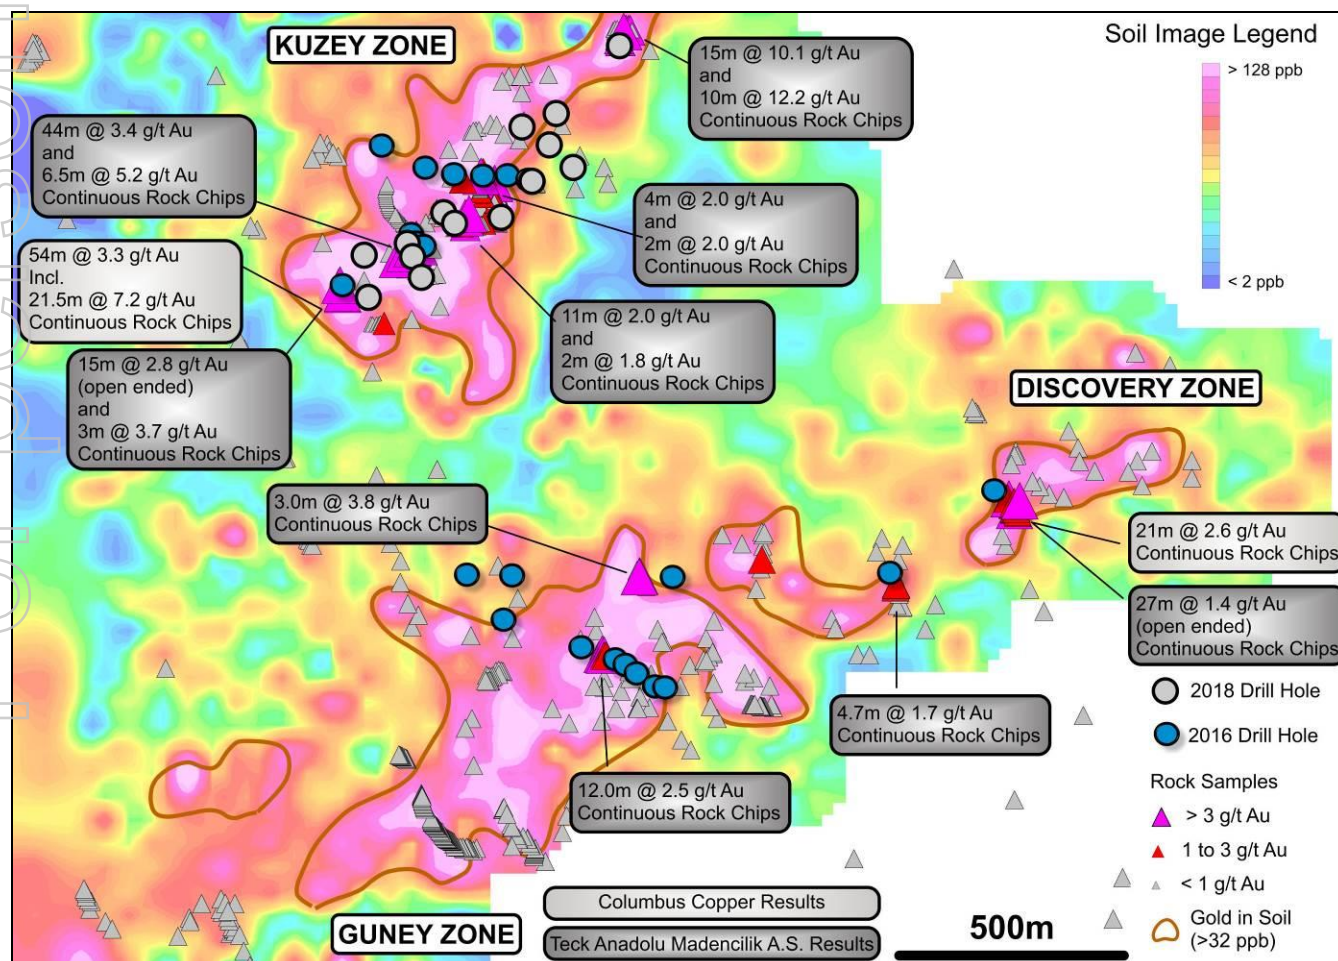 KUZEY ZONE
Soil Image Legend
> 128 ppb
< 2 ppb
15m @ 10.1 g/t Au
and
10m @ 12.2 g/t Au
Continuous Rock Chips
44m @ 3.4 g/t Au
and
6.5m @ 5.2 g/t Au
Continuous Rock Chips
4m @ 2.0 g/t Au
and
2m @ 2.0 g/t Au
Continuous Rock Chips
54m @ 3.3 g/t Au
Incl.
21.5m @ 7.2 g/t Au
Continuous Rock Chips
11m @ 2.0 g/t Au
and
2m @ 1.8 g/t Au
Continuous Rock Chips
15m @ 2.8 g/t Au
(open ended)
and
3m @ 3.7 g/t Au
Continuous Rock Chips
DISCOVERY ZONE
3.0m @ 3.8 g/t Au
Continuous Rock Chips
21m @ 2.6 g/t Au
Continuous Rock Chips
27m @ 1.4 g/t Au
(open ended)
Continuous Rock Chips
4.7m @ 1.7 g/t Au
Continuous Rock Chips
12.0m @ 2.5 g/t Au
Continuous Rock Chips
2018 Drill Hole
2016 Drill Hole
Rock Samples
> 3 g/t Au
1 to 3 g/t Au
< 1 g/t Au
Gold in Soil
(>32 ppb)
GUNEY ZONE
Columbus Copper Results
Teck Anadolu Madencilik A.S. Results
500m